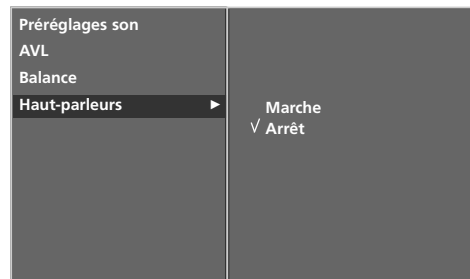 Préréglages son
AVL
Balance
Haut-parleurs ►
Marche
√ Arrêt